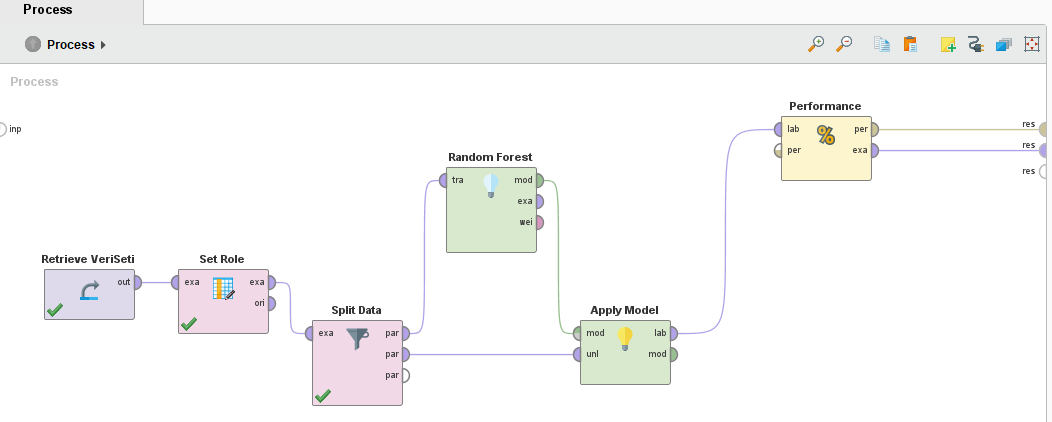 Process
Process
Process
inp
Retrieve VeriSeti
out
Set Role
exa
exa
ori
Split Data
exa
par
par
par
Random Forest
tra
mod
exa
wei
Apply Model
mod
lab
unl
mod
Performance
%
lab
per
per
exa
res
res
res